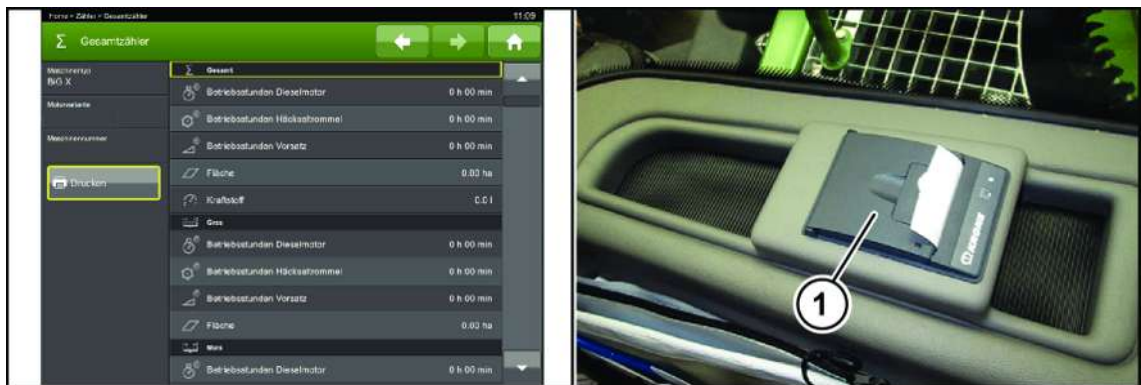 Home > Zähler > Gesamtzähler 11:09
Σ Gesamtzähler
Maschinentyp
BiG X
Motorvariante
Maschinennummer
Drucken
Σ Gesamt
Betriebsstunden Dieselmotor 0 h 00 min
Betriebsstunden Häckseltrommel 0 h 00 min
Betriebsstunden Vorsatz 0 h 00 min
Fläche 0.00 ha
Kraftstoff 0.0 l
Gras
Betriebsstunden Dieselmotor 0 h 00 min
Betriebsstunden Häckseltrommel 0 h 00 min
Betriebsstunden Vorsatz 0 h 00 min
Fläche 0.00 ha
Mais
Betriebsstunden Dieselmotor 0 h 00 min
KRONE
1